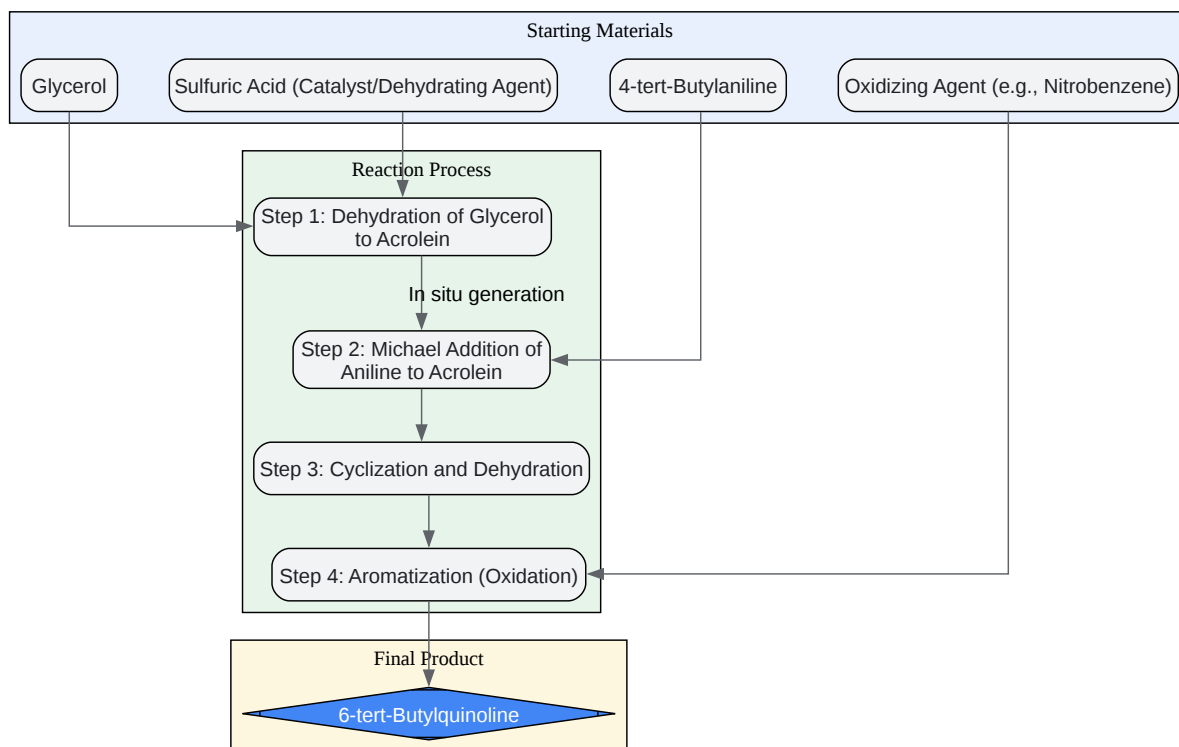 Starting Materials
Glycerol
Sulfuric Acid (Catalyst/Dehydrating Agent)
4-tert-Butylaniline
Oxidizing Agent (e.g., Nitrobenzene)
Reaction Process
Step 1: Dehydration of Glycerol
to Acrolein
In situ generation
Step 2: Michael Addition of
Aniline to Acrolein
Step 3: Cyclization and Dehydration
Step 4: Aromatization (Oxidation)
Final Product
6-tert-Butylquinoline